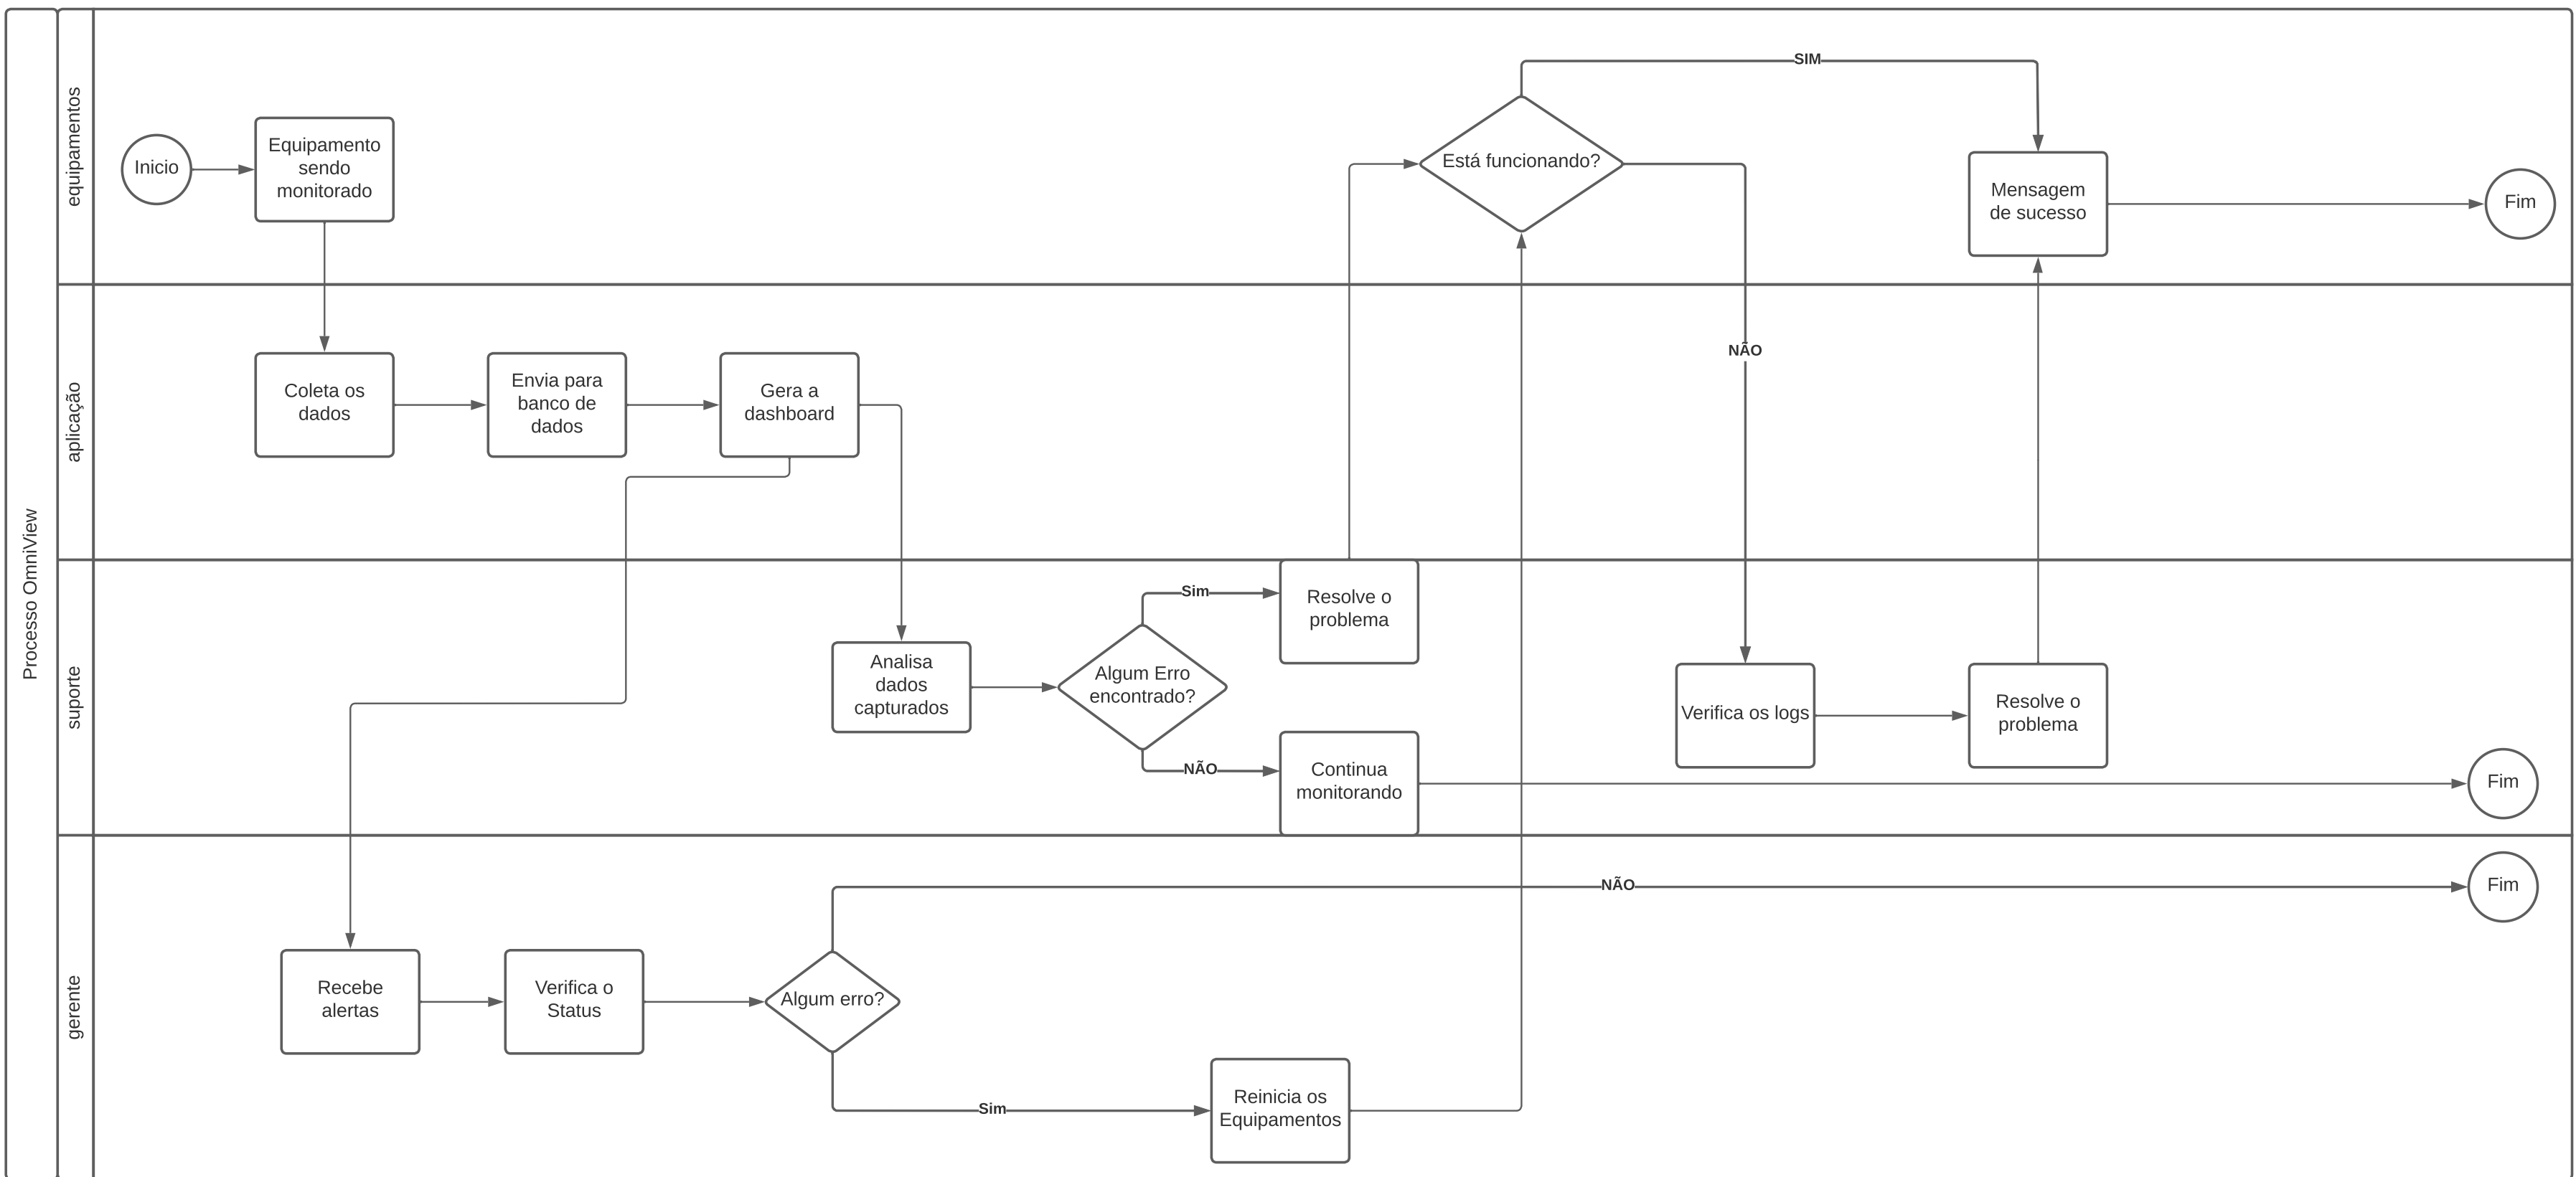 Processo OmniView
equipamentos
Inicio
Equipamento
sendo
monitorado
Está funcionando?
SIM
NÃO
Mensagem
de sucesso
Fim
aplicação
Coleta os
dados
Envia para
banco de
dados
Gera a
dashboard
suporte
Analisa
dados
capturados
Algum Erro
encontrado?
Sim
Resolve o
problema
NÃO
Continua
monitorando
Verifica os logs
Resolve o
problema
Fim
gerente
Recebe
alertas
Verifica o
Status
Algum erro?
NÃO
Fim
Sim
Reinicia os
Equipamentos